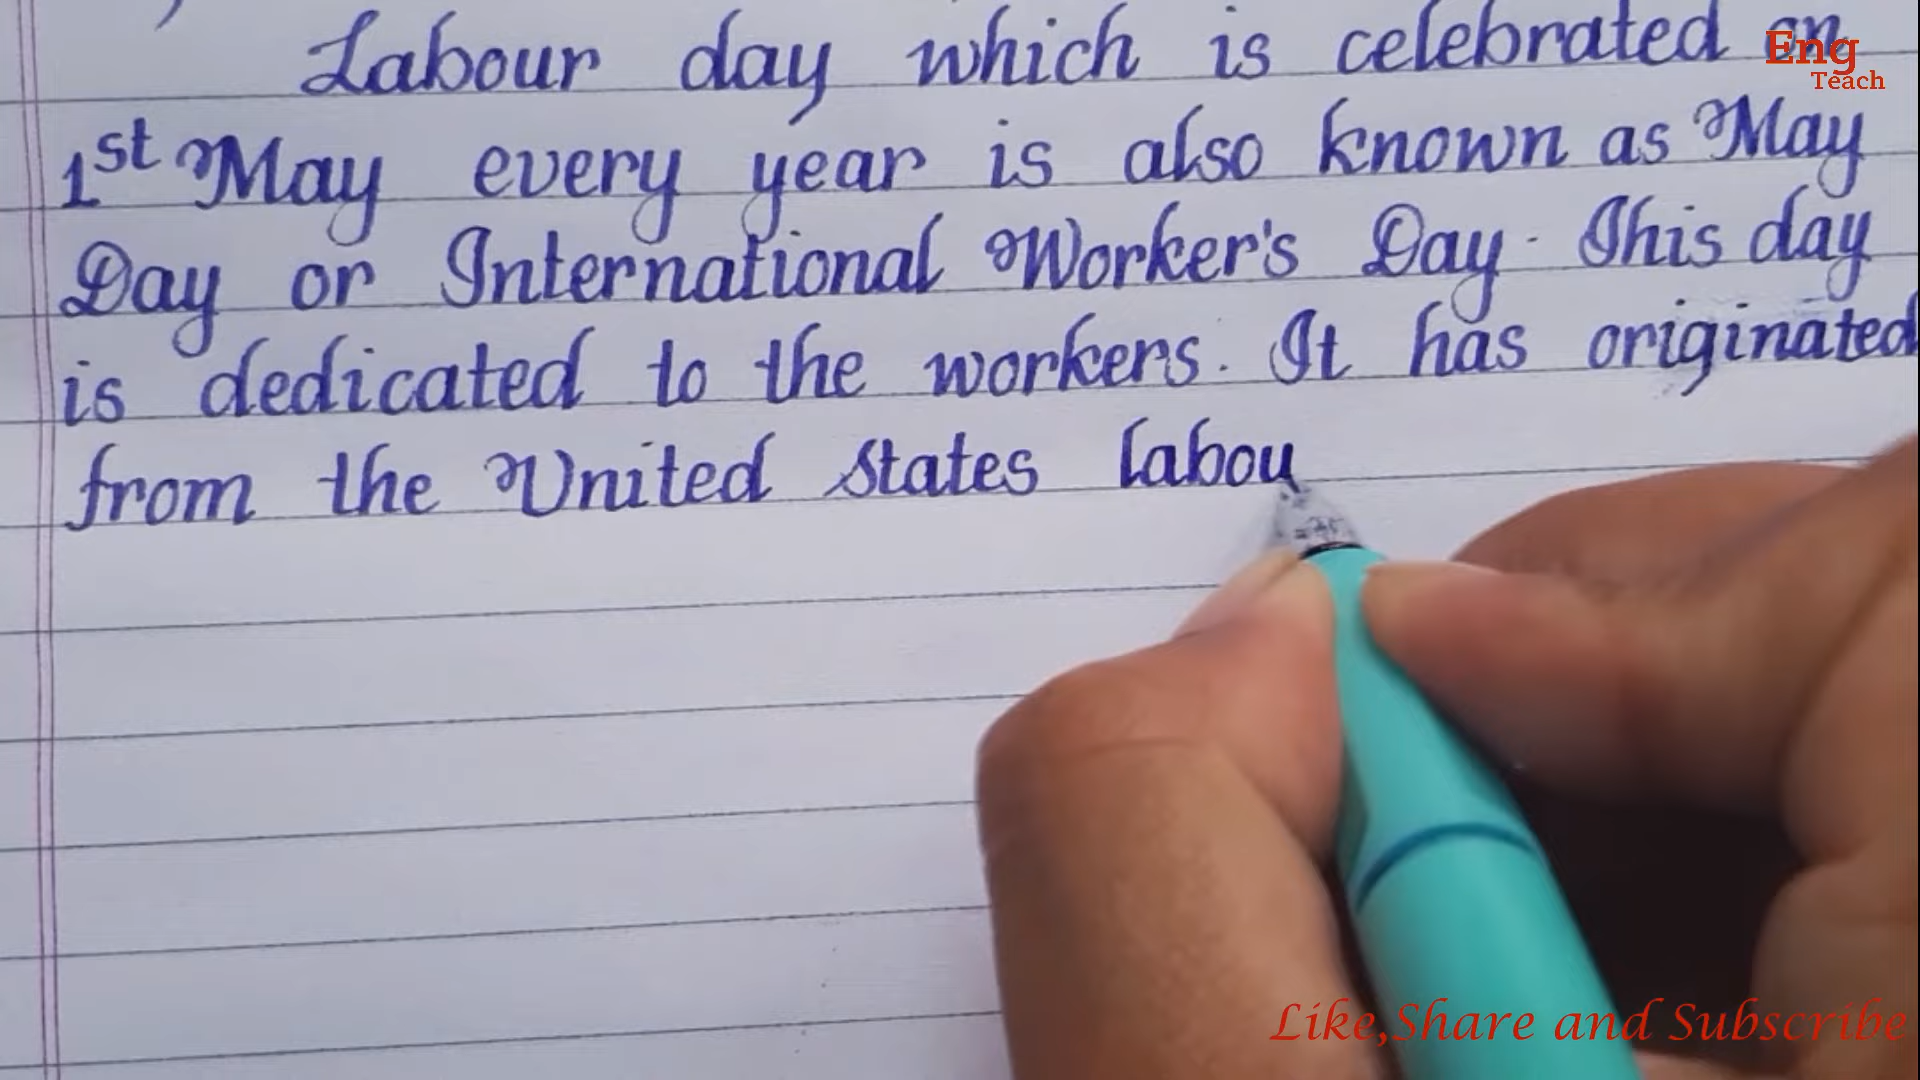 Labour day which is celebrated on
Eng
Teach
1st May every year is also known as May
Day or International Worker's Day. This day
is dedicated to the workers. It has originated
from the United States labou
Like,Share and Subscribe